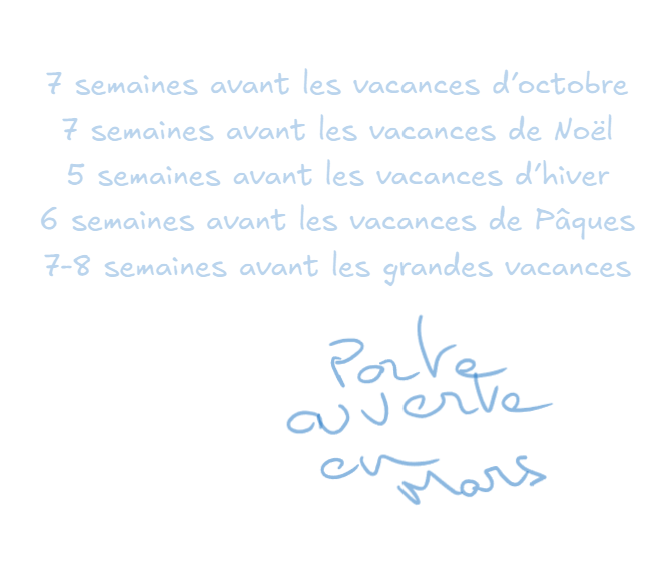 7 semaines avant les vacances d'octobre
7 semaines avant les vacances de Noël
5 semaines avant les vacances d'hiver
6 semaines avant les vacances de Pâques
7-8 semaines avant les grandes vacances
Porte
ouverte
en
Mars